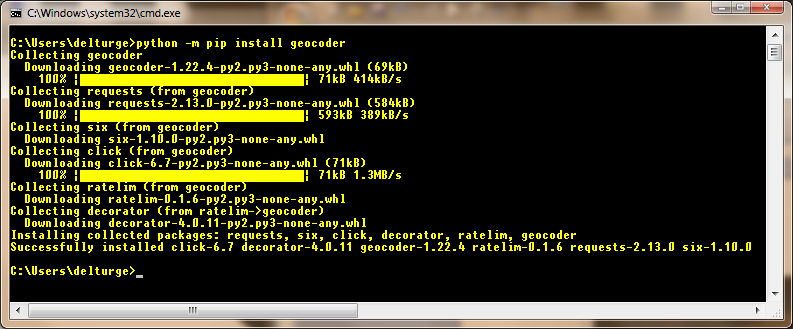 C:\Windows\system32\cmd.exe
C:\Users\delturge>python -m pip install geocoder
Collecting geocoder
  Downloading geocoder-1.22.4-py2.py3-none-any.whl (69kB)
    100% |████████████████████████████████| 71kB 414kB/s
Collecting requests (from geocoder)
  Downloading requests-2.13.0-py2.py3-none-any.whl (584kB)
    100% |████████████████████████████████| 593kB 389kB/s
Collecting six (from geocoder)
  Downloading six-1.10.0-py2.py3-none-any.whl
Collecting click (from geocoder)
  Downloading click-6.7-py2.py3-none-any.whl (71kB)
    100% |████████████████████████████████| 71kB 1.3MB/s
Collecting ratelim (from geocoder)
  Downloading ratelim-0.1.6-py2.py3-none-any.whl
Collecting decorator (from ratelim->geocoder)
  Downloading decorator-4.0.11-py2.py3-none-any.whl
Installing collected packages: requests, six, click, decorator, ratelim, geocoder
Successfully installed click-6.7 decorator-4.0.11 geocoder-1.22.4 ratelim-0.1.6 requests-2.13.0 six-1.10.0
C:\Users\delturge>_